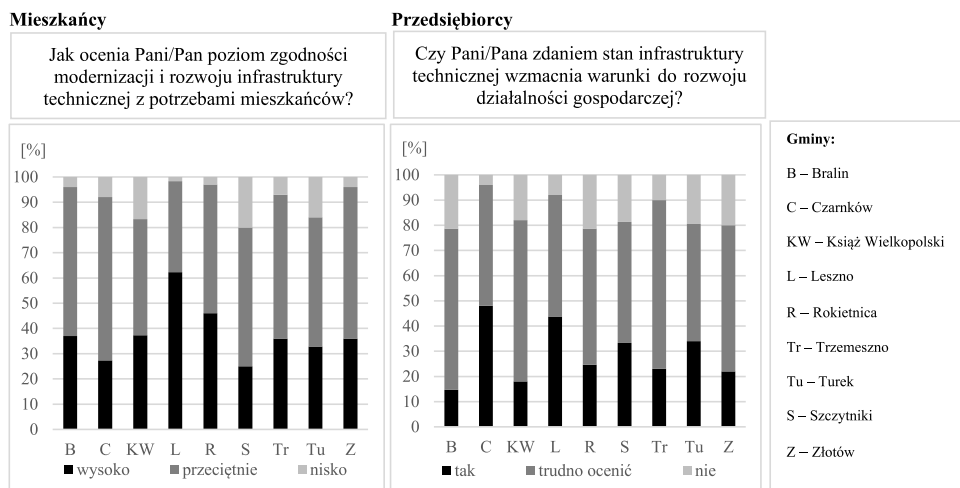 Mieszkańcy
Jak ocenia Pani/Pan poziom zgodności
modernizacji i rozwoju infrastruktury
technicznej z potrzebami mieszkańców?
[%]
100
90
80
70
60
50
40
30
20
10
0
B C KW L R S Tr Tu Z
wysoko przeciętnie nisko
Przedsiębiorcy
Czy Pani/Pana zdaniem stan infrastruktury
technicznej wzmacnia warunki do rozwoju
działalności gospodarczej?
[%]
100
90
80
70
60
50
40
30
20
10
0
B C KW L R S Tr Tu Z
tak trudno ocenić nie
Gminy:
B – Bralin
C – Czarnków
KW – Książ Wielkopolski
L – Leszno
R – Rokietnica
Tr – Trzemeszno
Tu – Turek
S – Szczytniki
Z – Złotów